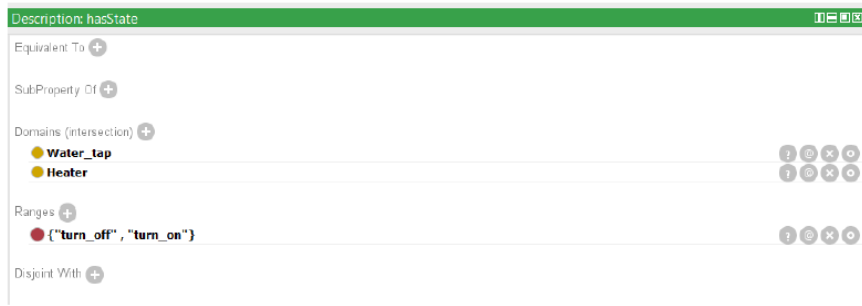 Description: hasState
Equivalent To
SubProperty Of
Domains (intersection)
Water_tap
Heater
Ranges
{"turn_off" , "turn_on"}
Disjoint With